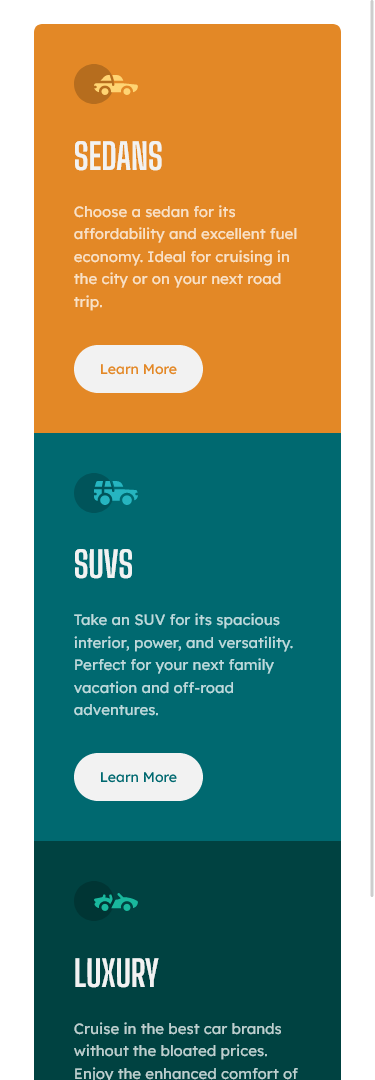 SEDANS
Choose a sedan for its
affordability and excellent fuel
economy. Ideal for cruising in
the city or on your next road
trip.
Learn More
SUVS
Take an SUV for its spacious
interior, power, and versatility.
Perfect for your next family
vacation and off-road
adventures.
Learn More
LUXURY
Cruise in the best car brands
without the bloated prices.
Enjoy the enhanced comfort of